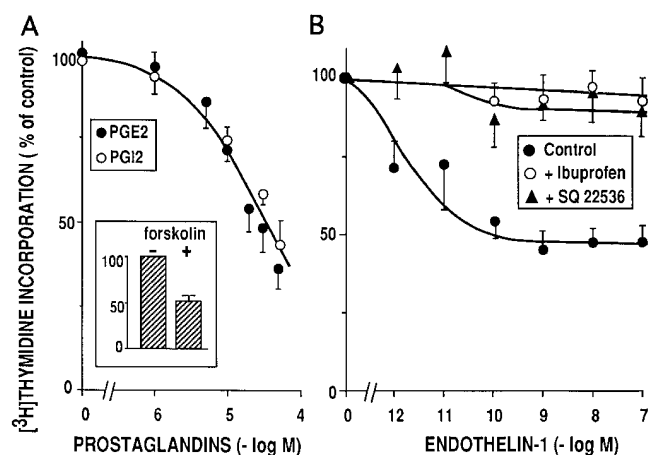 A
[³H]THYMIDINE INCORPORATION (% of control)
100
50
0
PGE2
PGI2
forskolin
- +
100
50
0
0 6 5 4
PROSTAGLANDINS (- log M)
B
100
50
0
Control
+ Ibuprofen
+ SQ 22536
0 12 11 10 9 8 7
ENDOTHELIN-1 (- log M)